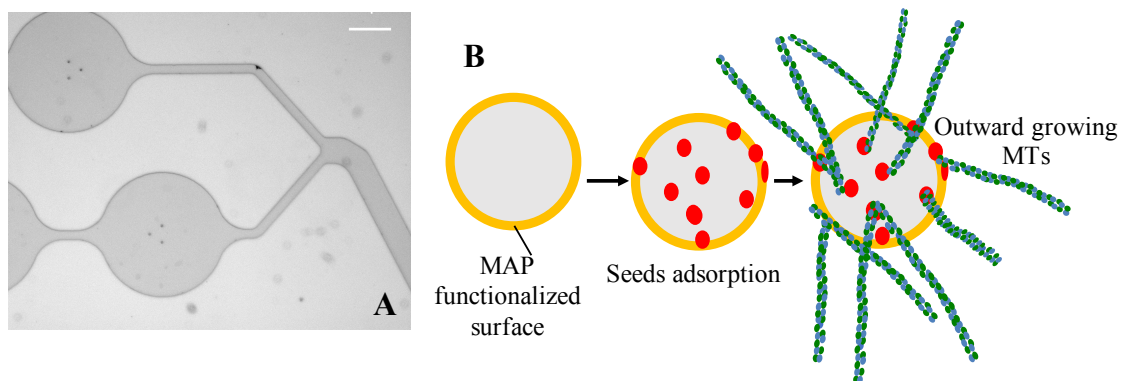 A
B
MAP
functionalized
surface
Seeds adsorption
Outward growing
MTs